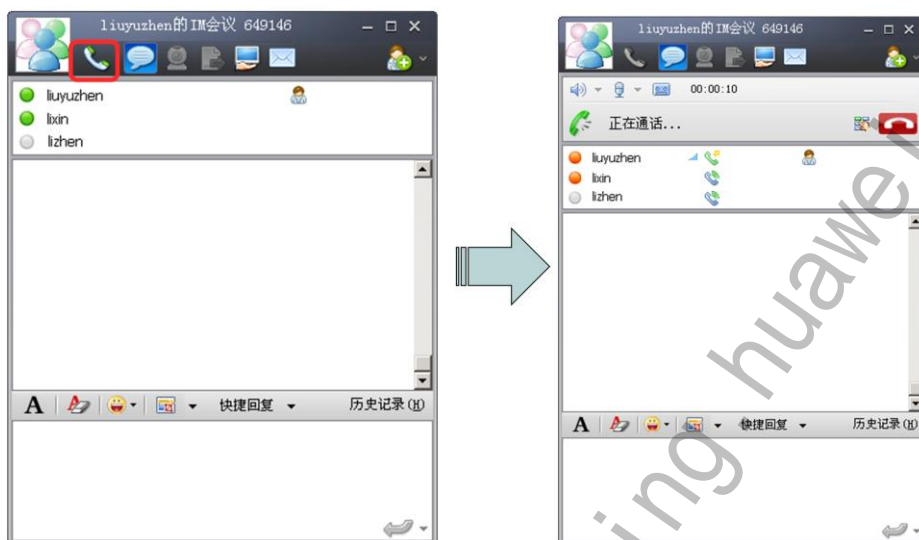 liuyuzhen的IM会议 649146
liuyuzhen
lixin
lizhen
A 快捷回复 历史记录(H)
liuyuzhen的IM会议 649146
00:00:10
正在通话...
liuyuzhen
lixin
lizhen
A 快捷回复 历史记录(H)
ing huawe